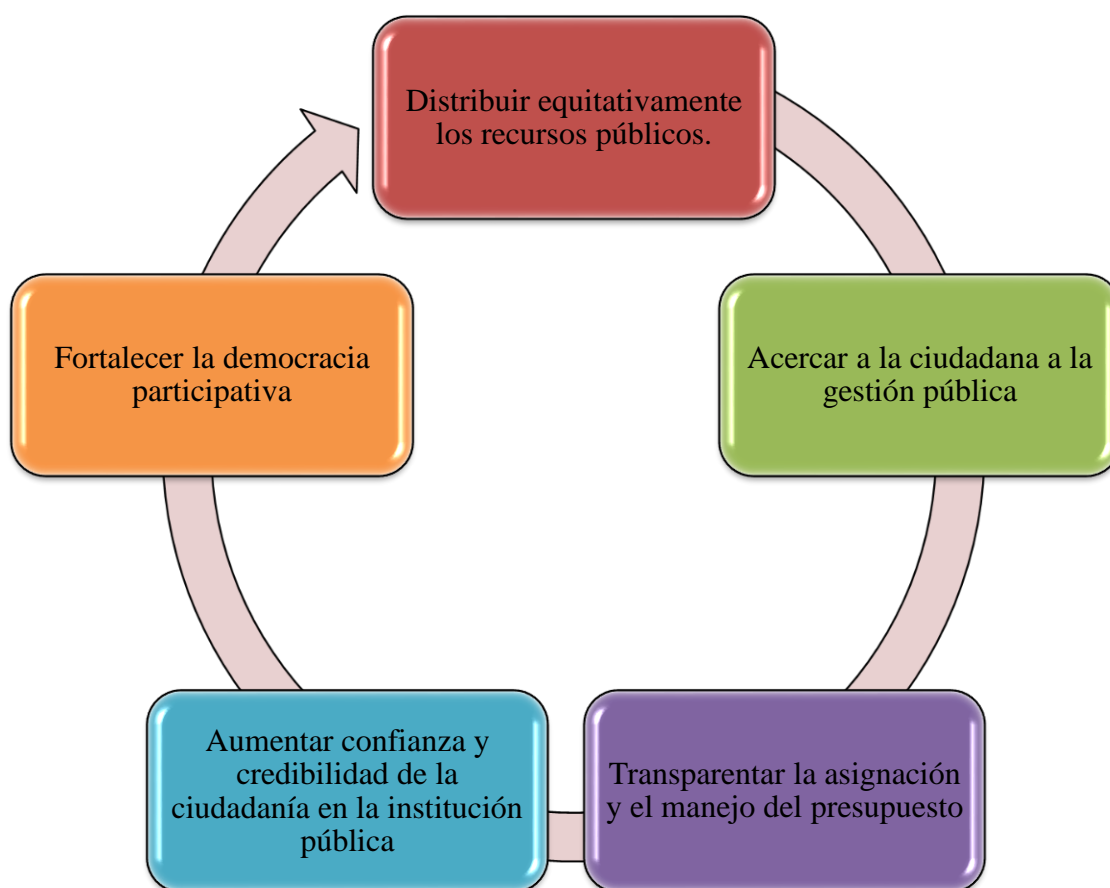 Distribuir equitativamente
los recursos públicos.
Acercar a la ciudadana a la
gestión pública
Transparentar la asignación
y el manejo del presupuesto
Aumentar confianza y
credibilidad de la
ciudadanía en la institución
pública
Fortalecer la democracia
participativa